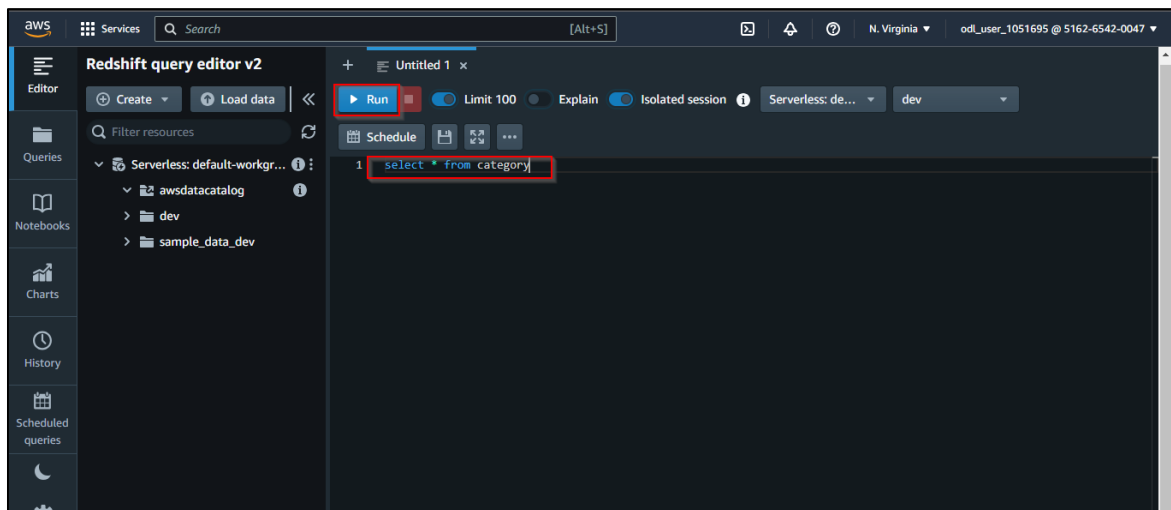 aws Services Search [Alt+S] N. Virginia odl_user_1051695 @ 5162-6542-0047
Editor
Queries
Notebooks
Charts
History
Scheduled
queries
Redshift query editor v2
Create Load data
Filter resources
Serverless: default-workgr...
awsdatacatalog
dev
sample_data_dev
+ Untitled 1 ×
Run Limit 100 Explain Isolated session Serverless: de... dev
Schedule
1 select * from category